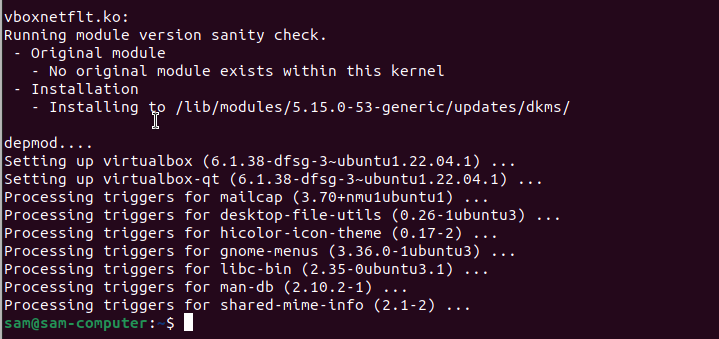 vboxnetflt.ko:
Running module version sanity check.
 - Original module
   - No original module exists within this kernel
 - Installation
   - Installing to /lib/modules/5.15.0-53-generic/updates/dkms/

depmod....
Setting up virtualbox (6.1.38-dfsg-3~ubuntu1.22.04.1) ...
Setting up virtualbox-qt (6.1.38-dfsg-3~ubuntu1.22.04.1) ...
Processing triggers for mailcap (3.70+nmu1ubuntu1) ...
Processing triggers for desktop-file-utils (0.26-1ubuntu3) ...
Processing triggers for hicolor-icon-theme (0.17-2) ...
Processing triggers for gnome-menus (3.36.0-1ubuntu3) ...
Processing triggers for libc-bin (2.35-0ubuntu3.1) ...
Processing triggers for man-db (2.10.2-1) ...
Processing triggers for shared-mime-info (2.1-2) ...
sam@sam-computer:~$